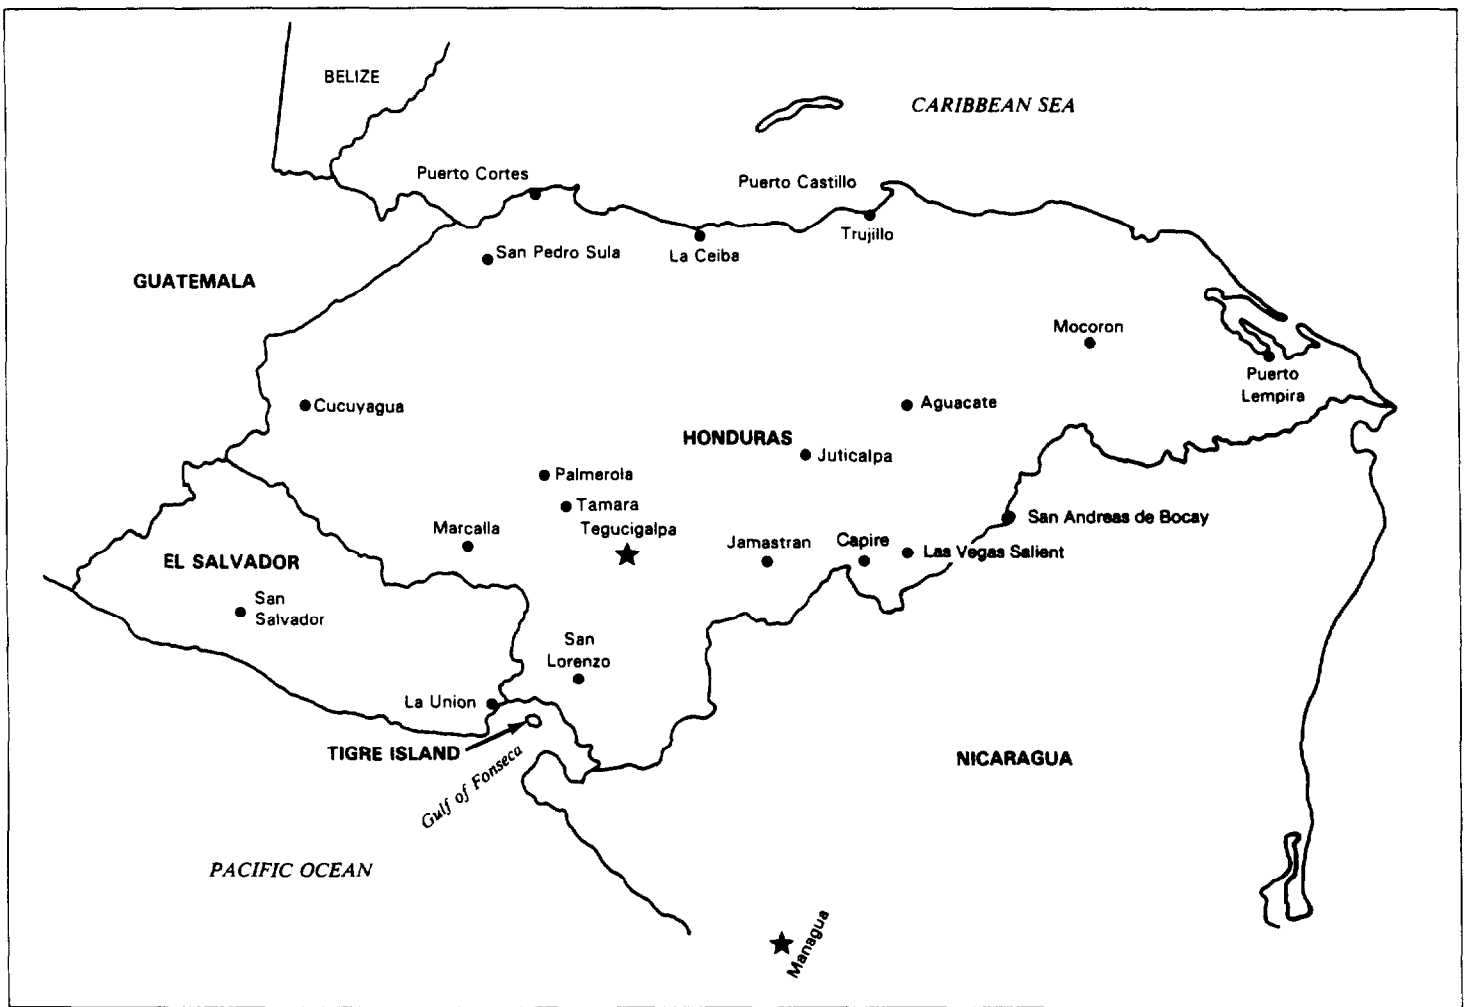 BELIZE
CARIBBEAN SEA
Puerto Cortes
Puerto Castillo
Trujillo
San Pedro Sula
La Ceiba
GUATEMALA
Mocoron
Puerto
Lempira
Cucuyagua
Aguacate
HONDURAS
Juticalpa
Palmerola
Tamara
Tegucigalpa
Marcalla
San Andreas de Bocay
Jamastran
Capire
Las Vegas Salient
EL SALVADOR
San
Salvador
San
Lorenzo
La Union
TIGRE ISLAND
Gulf of Fonseca
NICARAGUA
PACIFIC OCEAN
Managua